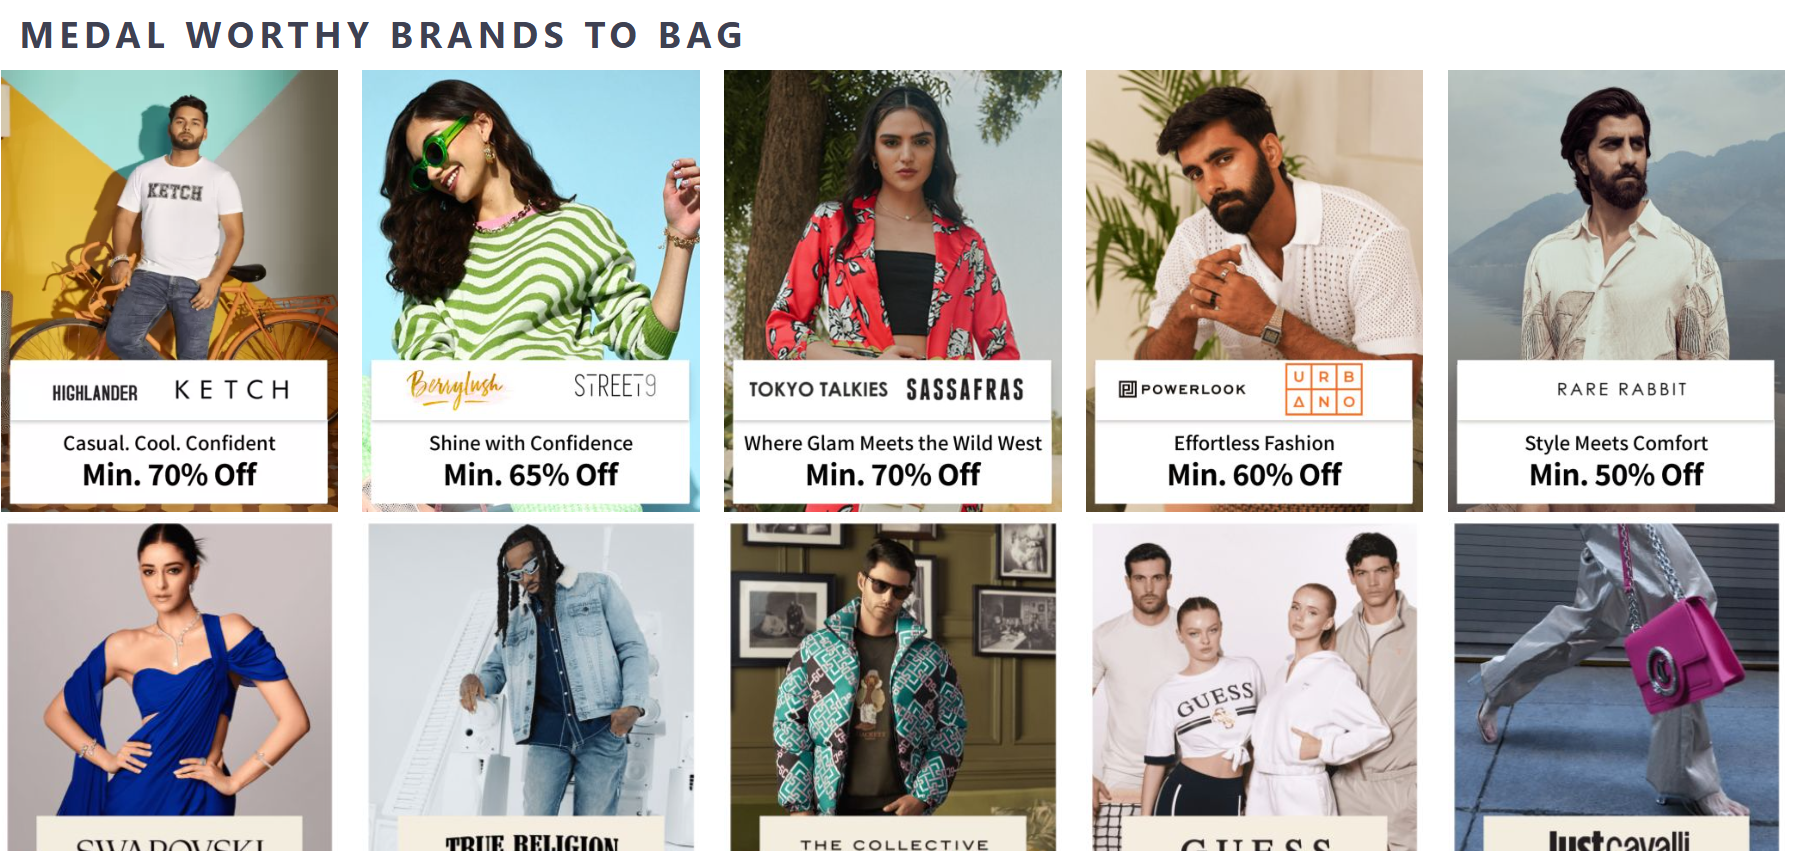 MEDAL WORTHY BRANDS TO BAG
KETCH
HIGHLANDER KETCH
Casual. Cool. Confident
Min. 70% Off
Berrylush STREET9
Shine with Confidence
Min. 65% Off
TOKYO TALKIES SASSAFRAS
Where Glam Meets the Wild West
Min. 70% Off
POWERLOOK URBANO
Effortless Fashion
Min. 60% Off
RARE RABBIT
Style Meets Comfort
Min. 50% Off
SWAROVSKI
TRUE RELIGION
THE COLLECTIVE
GUESS
GUESS
justcavalli